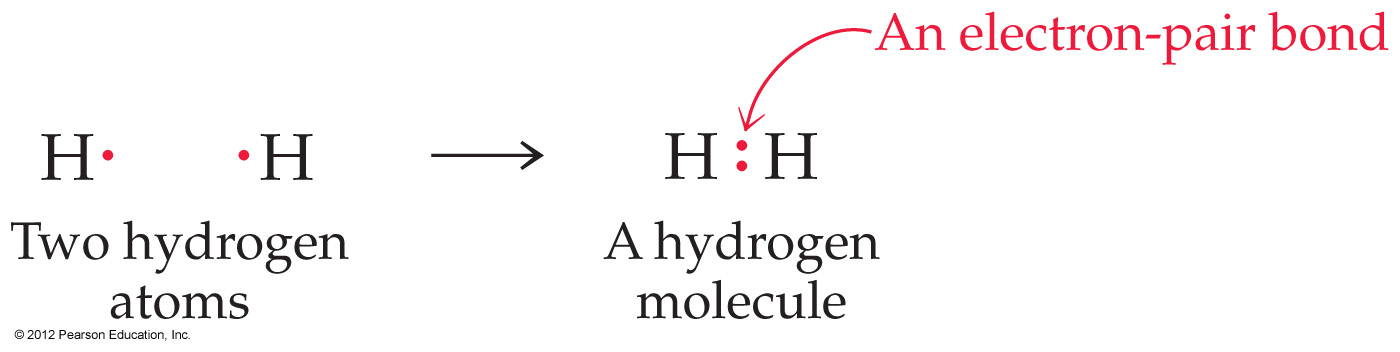 An electron-pair bond
H· ·H → H:H
Two hydrogen
atoms
A hydrogen
molecule
© 2012 Pearson Education, Inc.